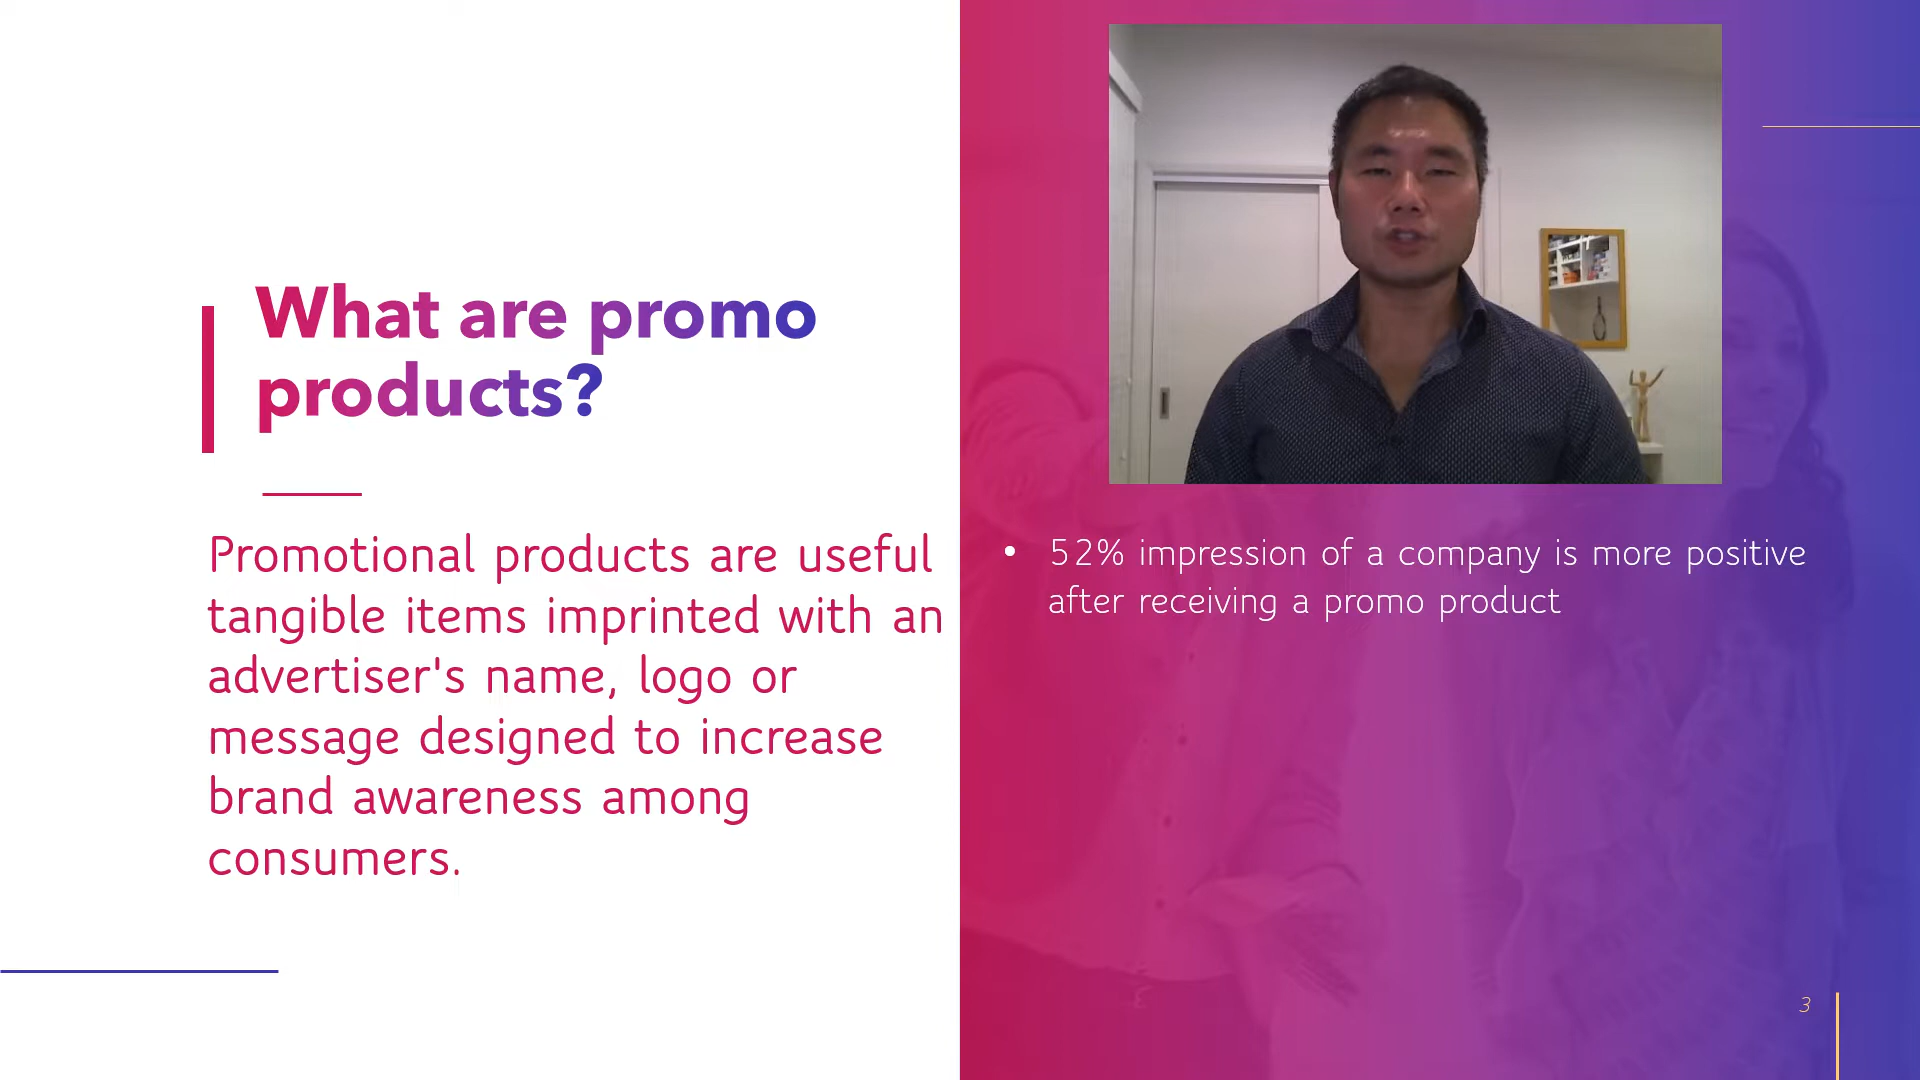 What are promo
products?
Promotional products are useful
tangible items imprinted with an
advertiser's name, logo or
message designed to increase
brand awareness among
consumers.
• 52% impression of a company is more positive
after receiving a promo product
3